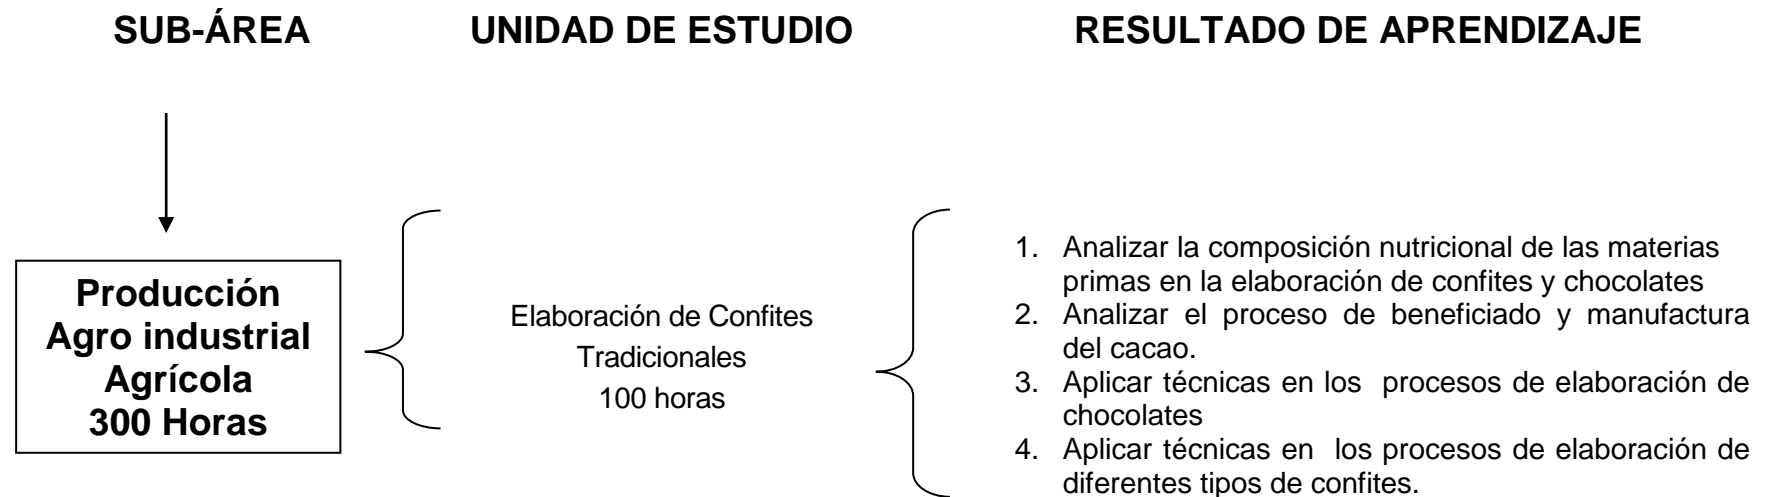 SUB-ÁREA UNIDAD DE ESTUDIO RESULTADO DE APRENDIZAJE
Producción
Agro industrial
Agrícola
300 Horas
Elaboración de Confites
Tradicionales
100 horas
1. Analizar la composición nutricional de las materias
primas en la elaboración de confites y chocolates
2. Analizar el proceso de beneficiado y manufactura
del cacao.
3. Aplicar técnicas en los procesos de elaboración de
chocolates
4. Aplicar técnicas en los procesos de elaboración de
diferentes tipos de confites.